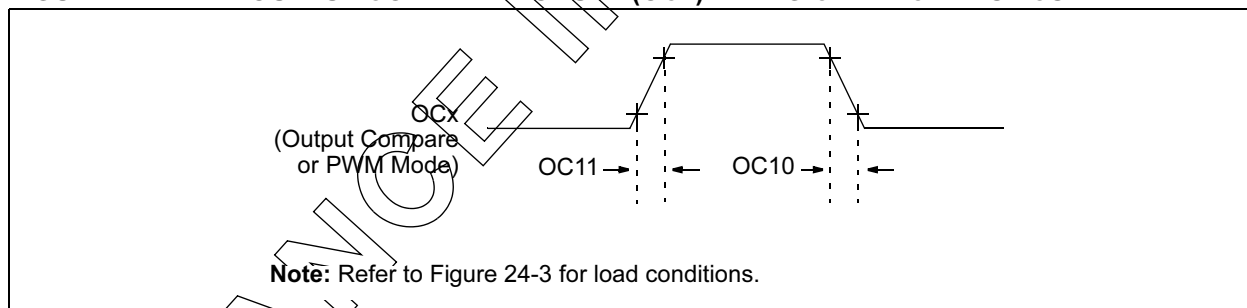 OCx
(Output Compare
or PWM Mode)
OC11
OC10
Note: Refer to Figure 24-3 for load conditions.